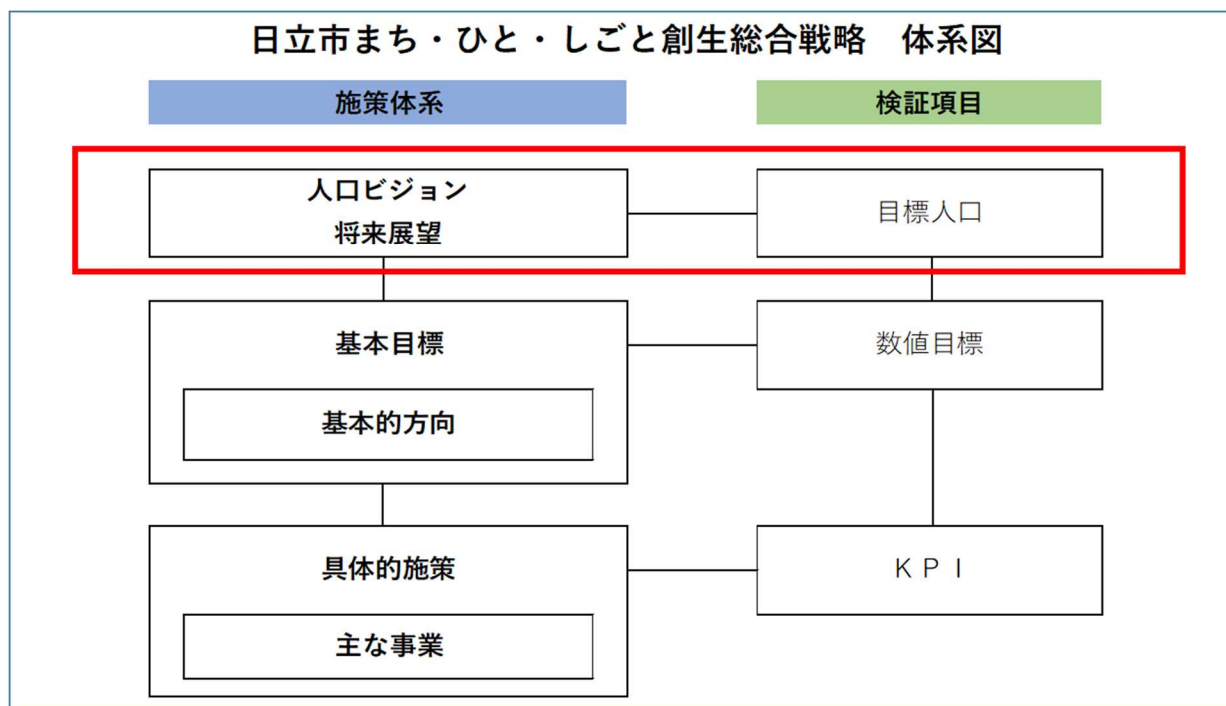 日立市まち・ひと・しごと創生総合戦略　体系図
施策体系
検証項目
人口ビジョン
将来展望
目標人口
基本目標
数値目標
基本的方向
具体的施策
ＫＰＩ
主な事業